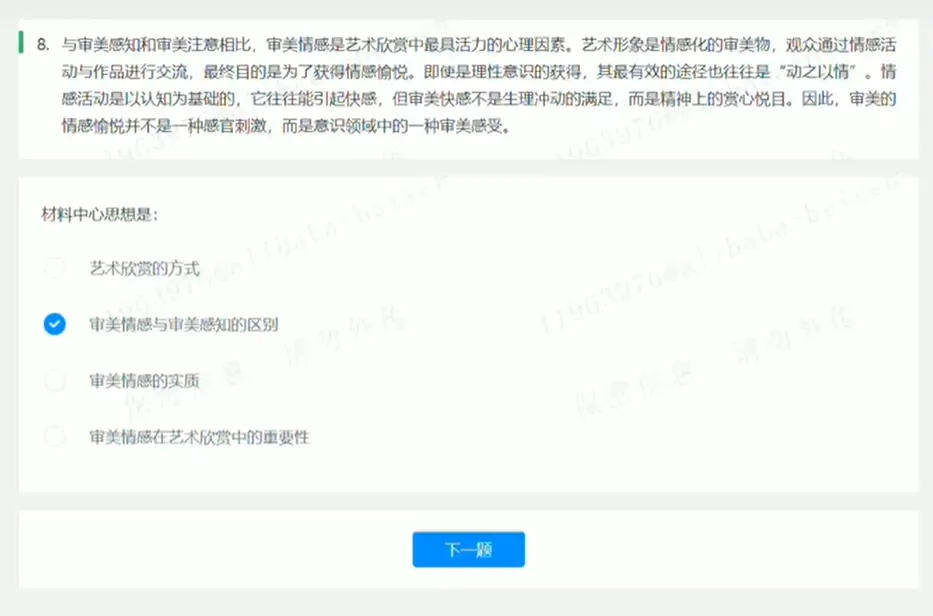 8. 与审美感知和审美注意相比，审美情感是艺术欣赏中最具活力的心理因素。艺术形象是情感化的审美物，观众通过情感活
动与作品进行交流，最终目的是为了获得情感愉悦。即使是理性意识的获得，其最有效的途径也往往是“动之以情”。情
感活动是以认知为基础的，它往往能引起快感，但审美快感不是生理冲动的满足，而是精神上的赏心悦目。因此，审美的
情感愉悦并不是一种感官刺激，而是意识领域中的一种审美感受。
材料中心思想是：
艺术欣赏的方式
审美情感与审美感知的区别
审美情感的实质
审美情感在艺术欣赏中的重要性
保密信息 请勿外传
保密信息 请勿外传
下一题